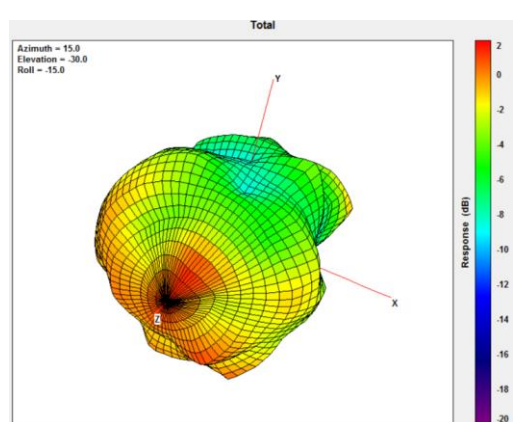 Total
Azimuth = 15.0
Elevation = -30.0
Roll = -15.0
Y
X
Z
Response (dB)
2
0
-2
-4
-6
-8
-10
-12
-14
-16
-18
-20